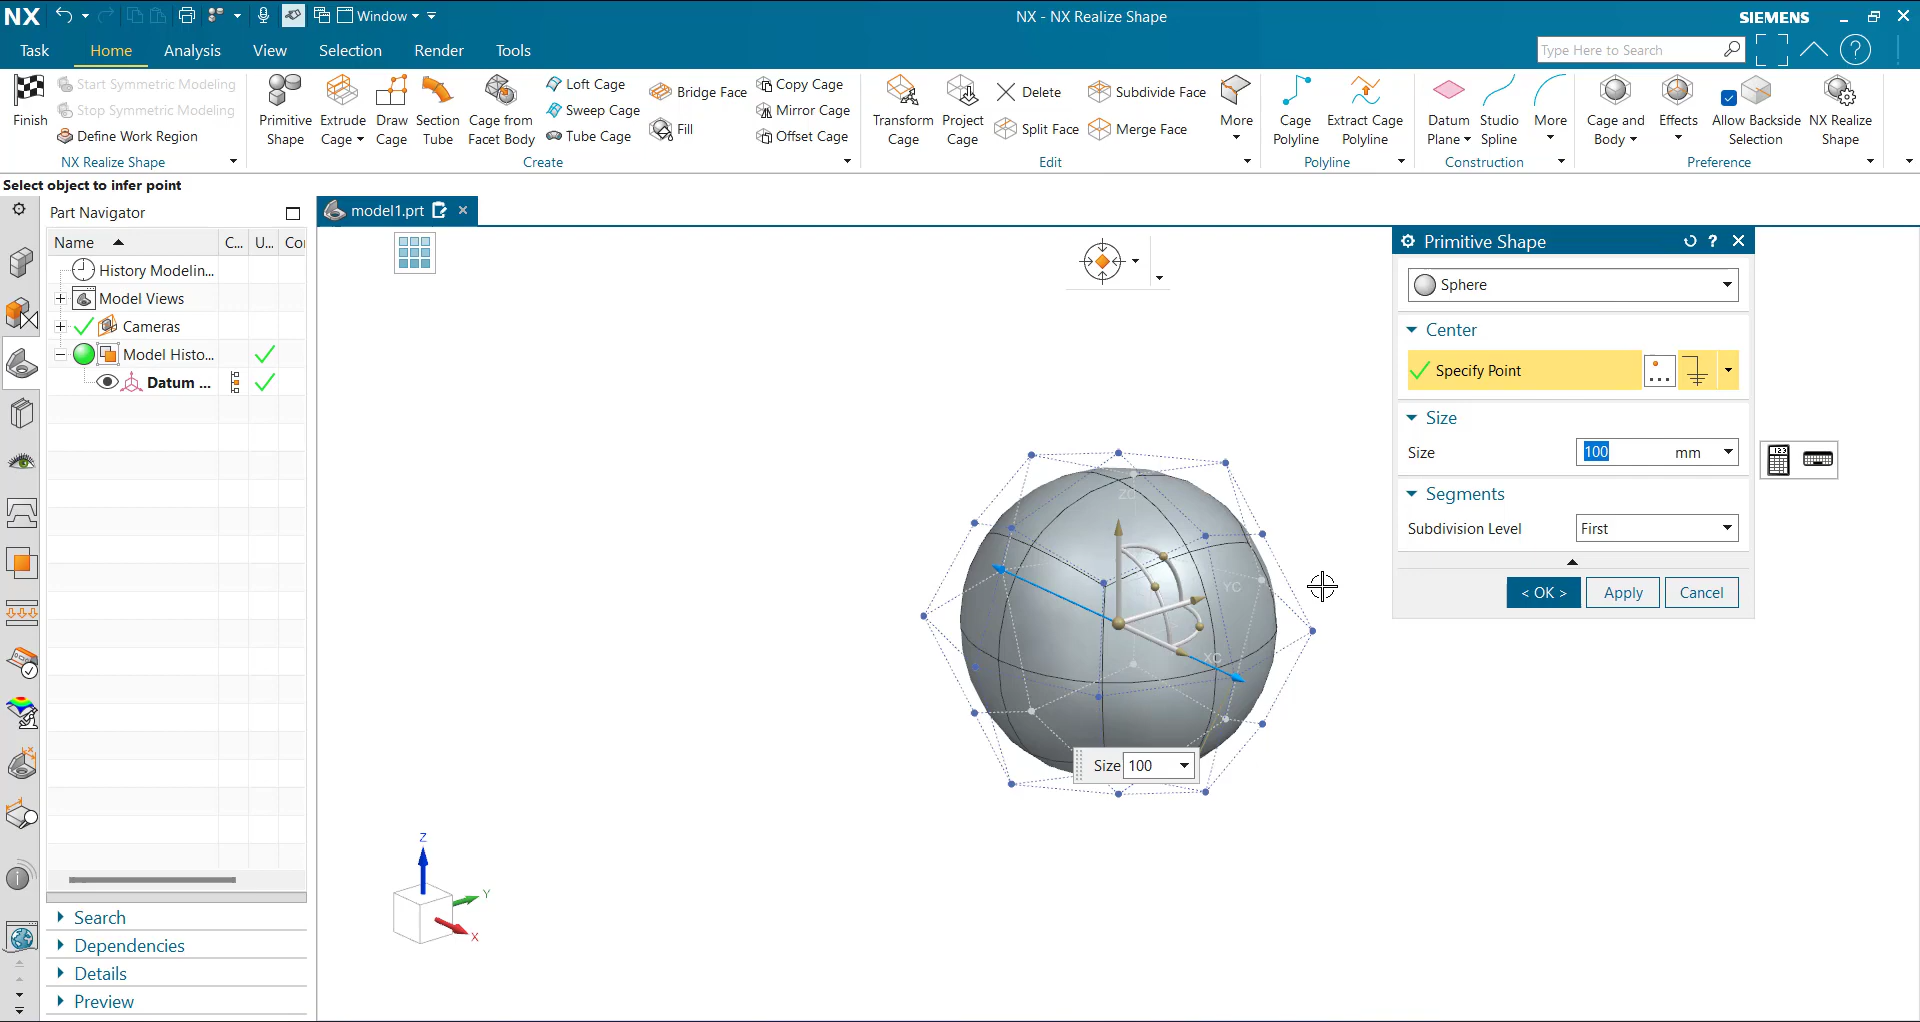 NX
Window
NX - NX Realize Shape
SIEMENS
Task
Home
Analysis
View
Selection
Render
Tools
Type Here to Search
Finish
Start Symmetric Modeling
Stop Symmetric Modeling
Define Work Region
NX Realize Shape
Primitive Shape
Extrude Cage
Draw Cage
Section Tube
Cage from Facet Body
Loft Cage
Sweep Cage
Tube Cage
Bridge Face
Fill
Copy Cage
Mirror Cage
Offset Cage
Create
Transform Cage
Project Cage
Delete
Split Face
Subdivide Face
Merge Face
More
Edit
Cage Polyline
Extract Cage Polyline
Polyline
Datum Plane
Studio Spline
More
Construction
Cage and Body
Effects
Allow Backside Selection
NX Realize Shape
Preference
Select object to infer point
Part Navigator
model1.prt
Name
C...
U...
Co
History Modelin...
Model Views
Cameras
Model Histo...
Datum ...
Search
Dependencies
Details
Preview
Primitive Shape
Sphere
Center
Specify Point
Size
Size
100
mm
Segments
Subdivision Level
First
< OK >
Apply
Cancel
ZC
YC
XC
Size
100
Z
Y
X